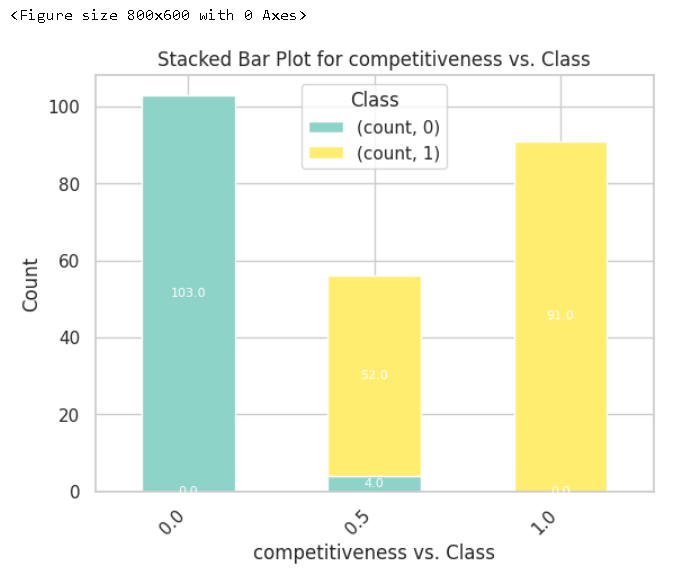 <Figure size 800x600 with 0 Axes>
Stacked Bar Plot for competitiveness vs. Class
Class
(count, 0)
(count, 1)
Count
100
80
60
40
20
0
103.0
0.0
52.0
4.0
91.0
0.0
0.0
0.5
1.0
competitiveness vs. Class